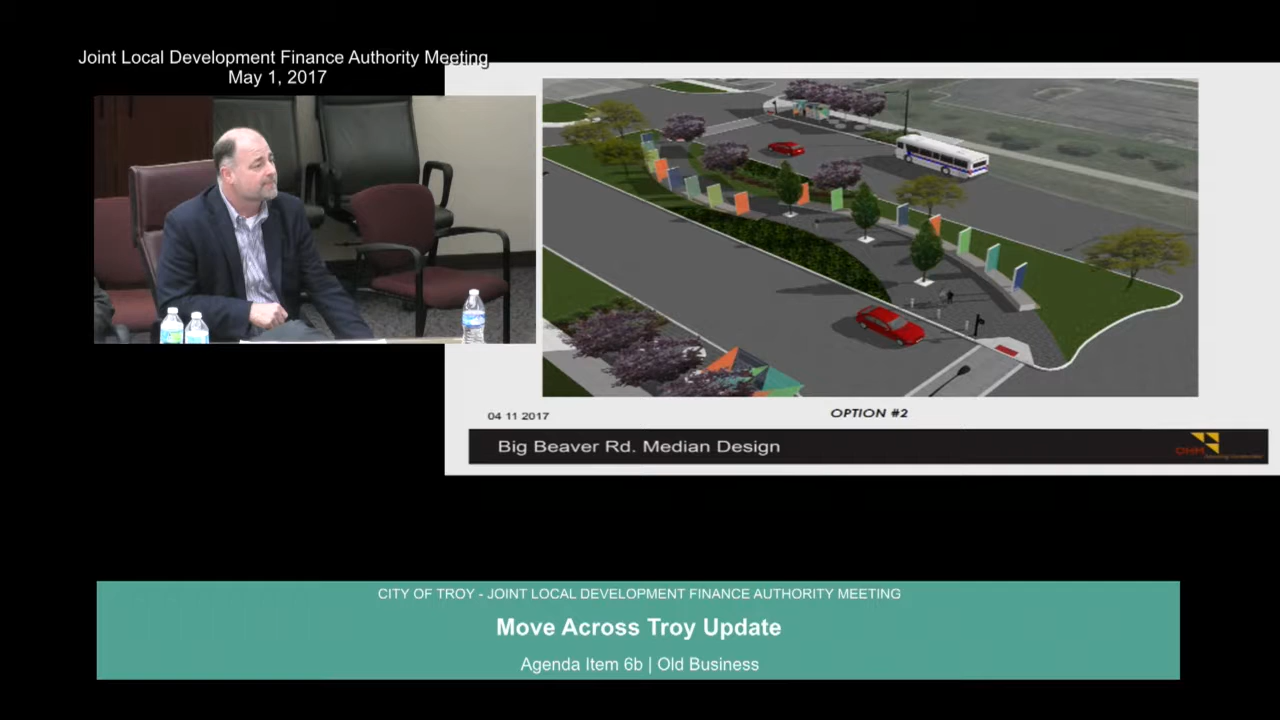 Joint Local Development Finance Authority Meeting
May 1, 2017
04 11 2017
OPTION #2
Big Beaver Rd. Median Design
OHM
CITY OF TROY - JOINT LOCAL DEVELOPMENT FINANCE AUTHORITY MEETING
Move Across Troy Update
Agenda Item 6b | Old Business